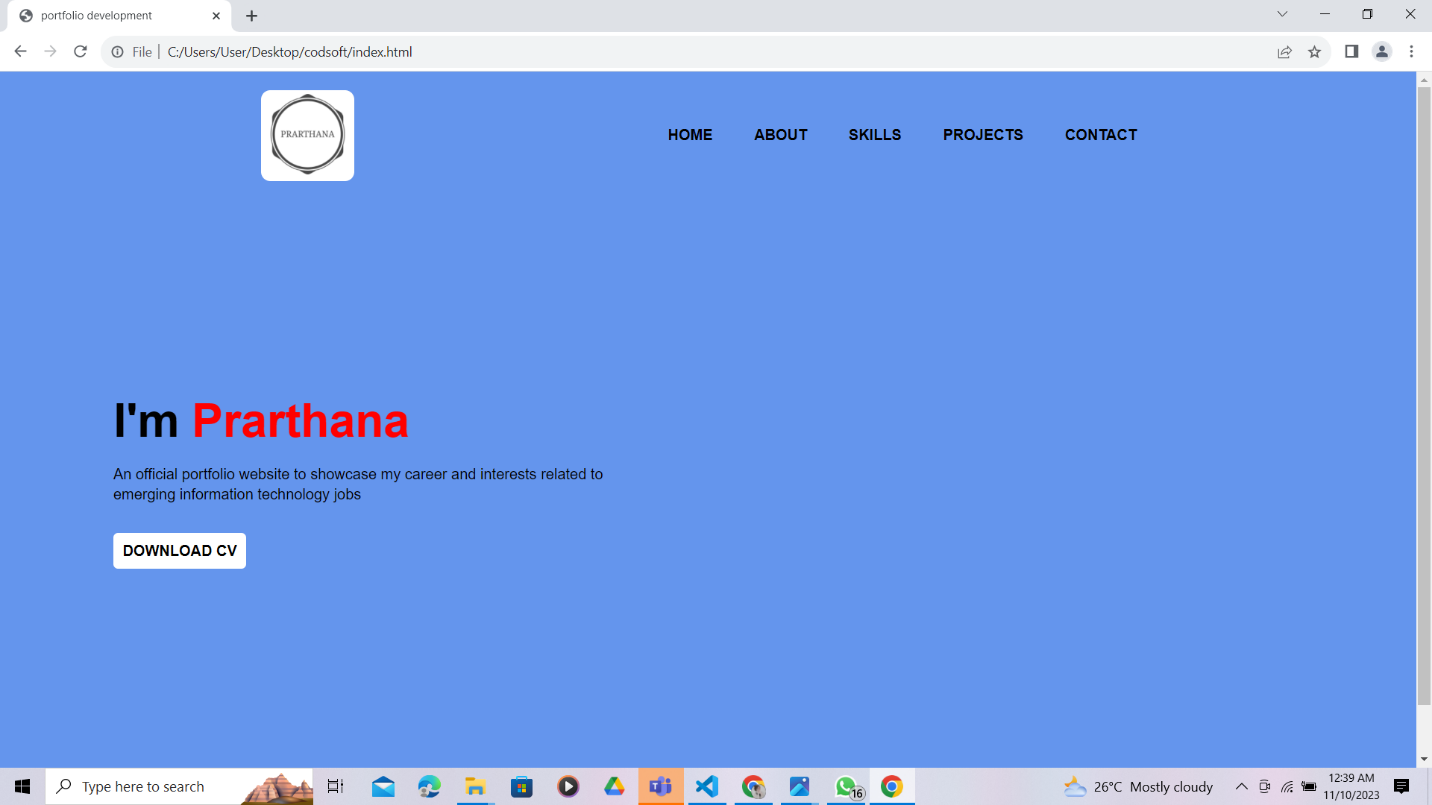 portfolio development
File
C:/Users/User/Desktop/codsoft/index.html
PRARTHANA
HOME ABOUT SKILLS PROJECTS CONTACT
I'm Prarthana
An official portfolio website to showcase my career and interests related to
emerging information technology jobs
DOWNLOAD CV
Type here to search
16
26°C Mostly cloudy
12:39 AM
11/10/2023